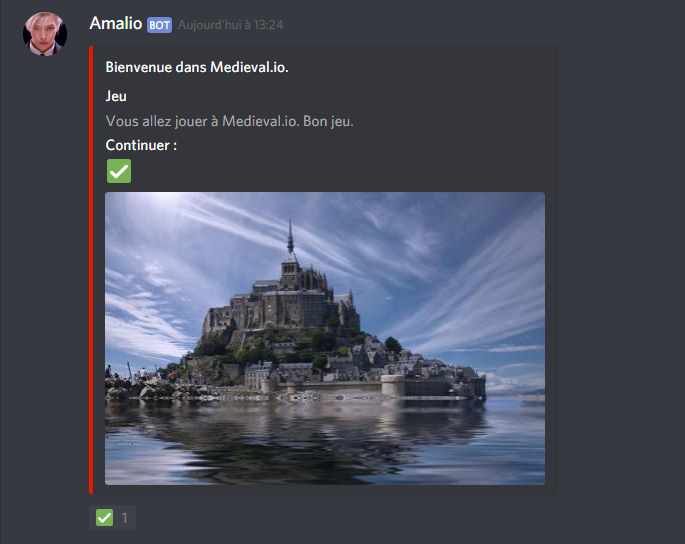 Amalio BOT Aujourd'hui à 13:24
Bienvenue dans Medieval.io.
Jeu
Vous allez jouer à Medieval.io. Bon jeu.
Continuer :
✅
✅ 1